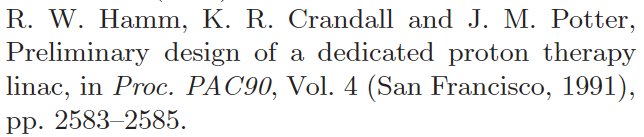 R. W. Hamm, K. R. Crandall and J. M. Potter,
Preliminary design of a dedicated proton therapy
linac, in Proc. PAC90, Vol. 4 (San Francisco, 1991),
pp. 2583–2585.